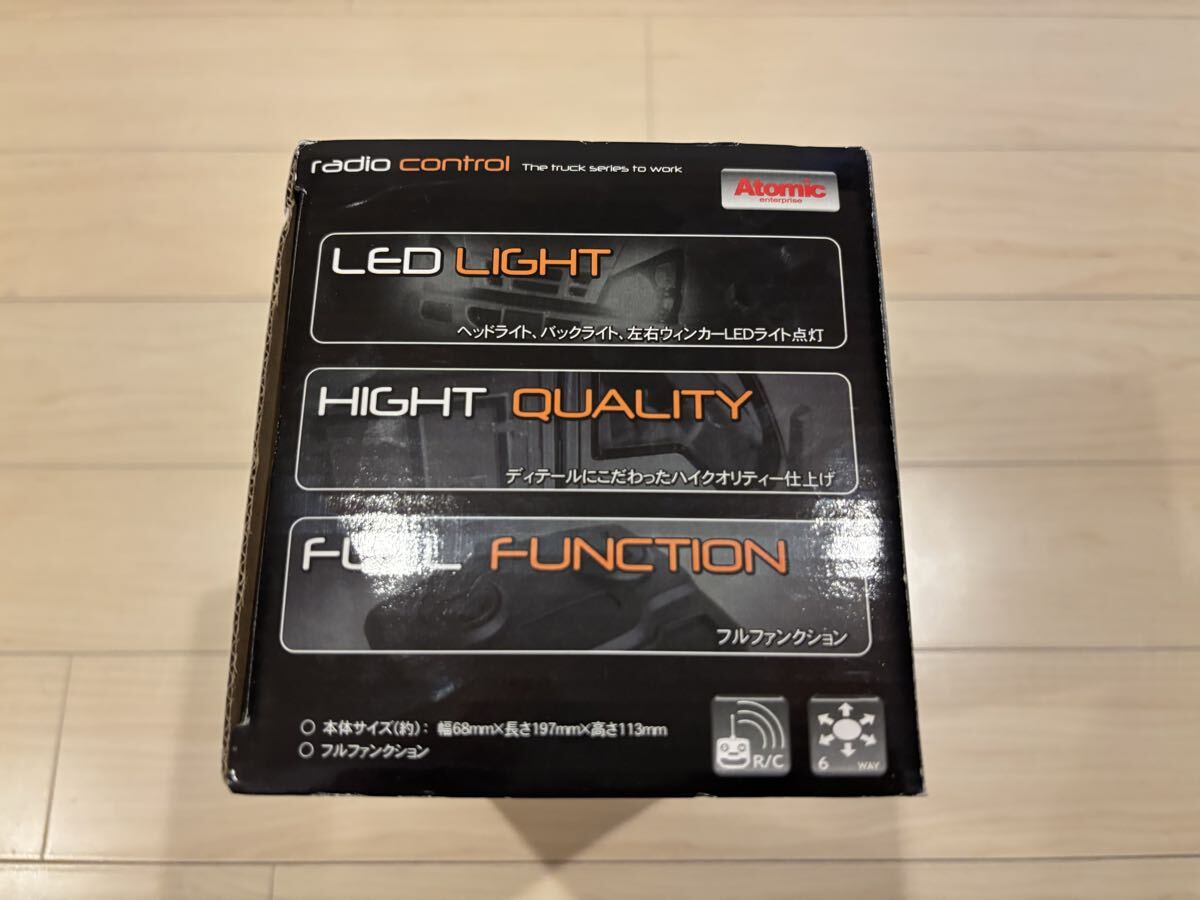 radio control The truck series to work
Atomic
enterprise
LED LIGHT
ヘッドライト、バックライト、左右ウィンカーLEDライト点灯
HIGHT QUALITY
ディテールにこだわったハイクオリティー仕上げ
FULL FUNCTION
フルファンクション
○ 本体サイズ(約)： 幅68mm×長さ197mm×高さ113mm
○ フルファンクション
R/C
6 WAY